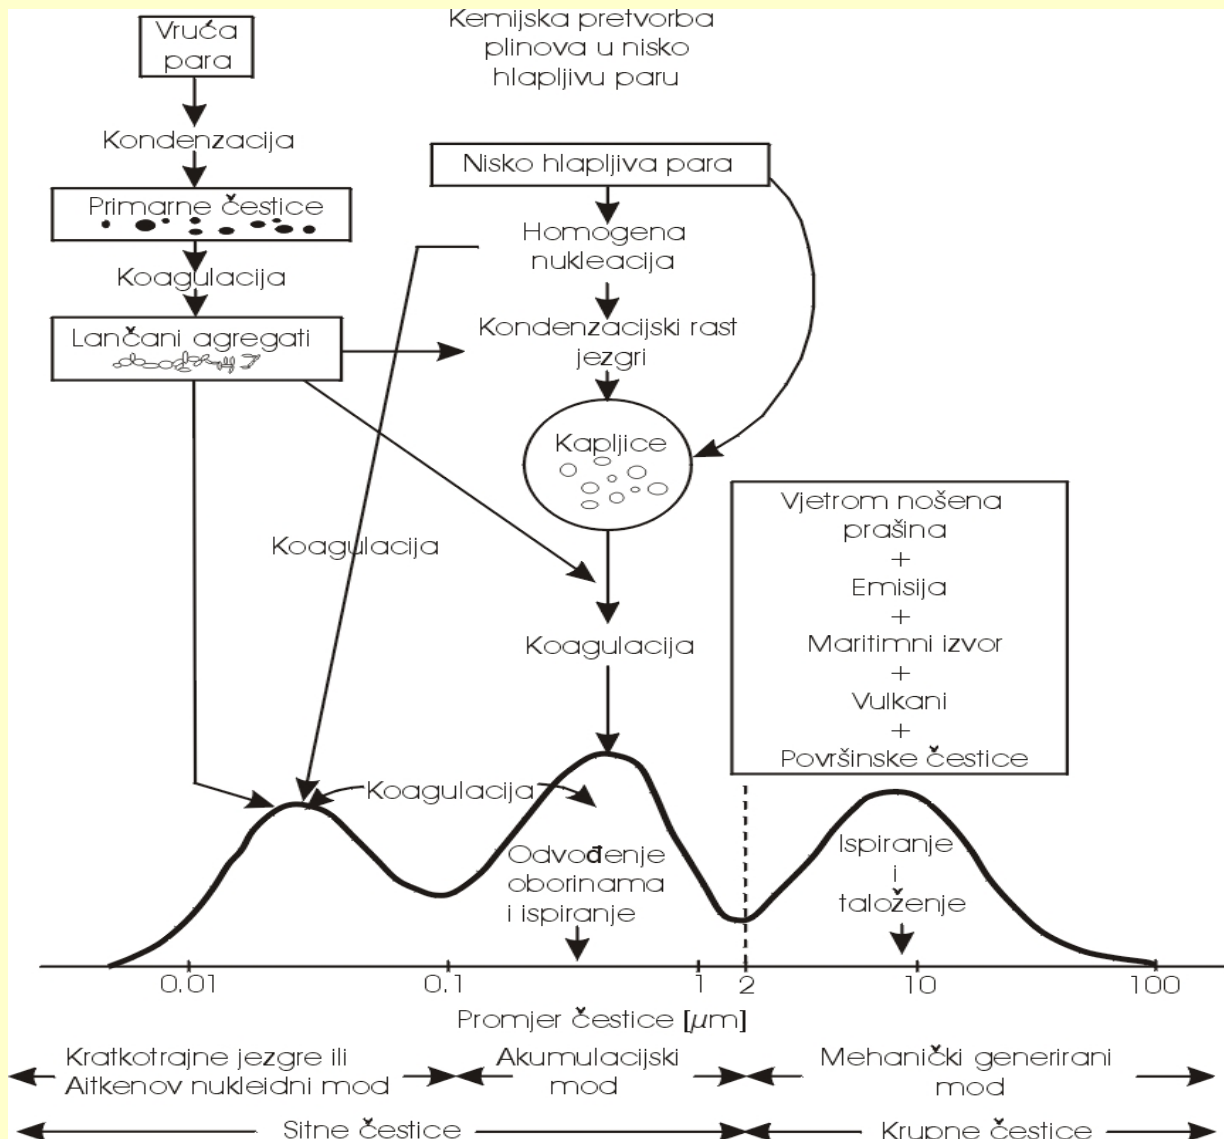 Vruća
para
Kemijska pretvorba
plinova u nisko
hlapljivu paru
Kondenzacija
Nisko hlapljiva para
Primarne čestice
Homogena
nukleacija
Koagulacija
Lančani agregati
Kondenzacijski rast
jezgri
Kapljice
Vjetrom nošena
prašina
+
Emisija
+
Maritimni izvor
+
Vulkani
+
Površinske čestice
Koagulacija
Koagulacija
Koagulacija
Odvođenje
oborinama
i ispiranje
Ispiranje
i
taloženje
0.01 0.1 1 2 10 100
Promjer čestice [µm]
Kratkotrajne jezgre ili
Aitkenov nukleidni mod
Akumulacijski
mod
Mehanički generirani
mod
Sitne čestice
Krupne čestice